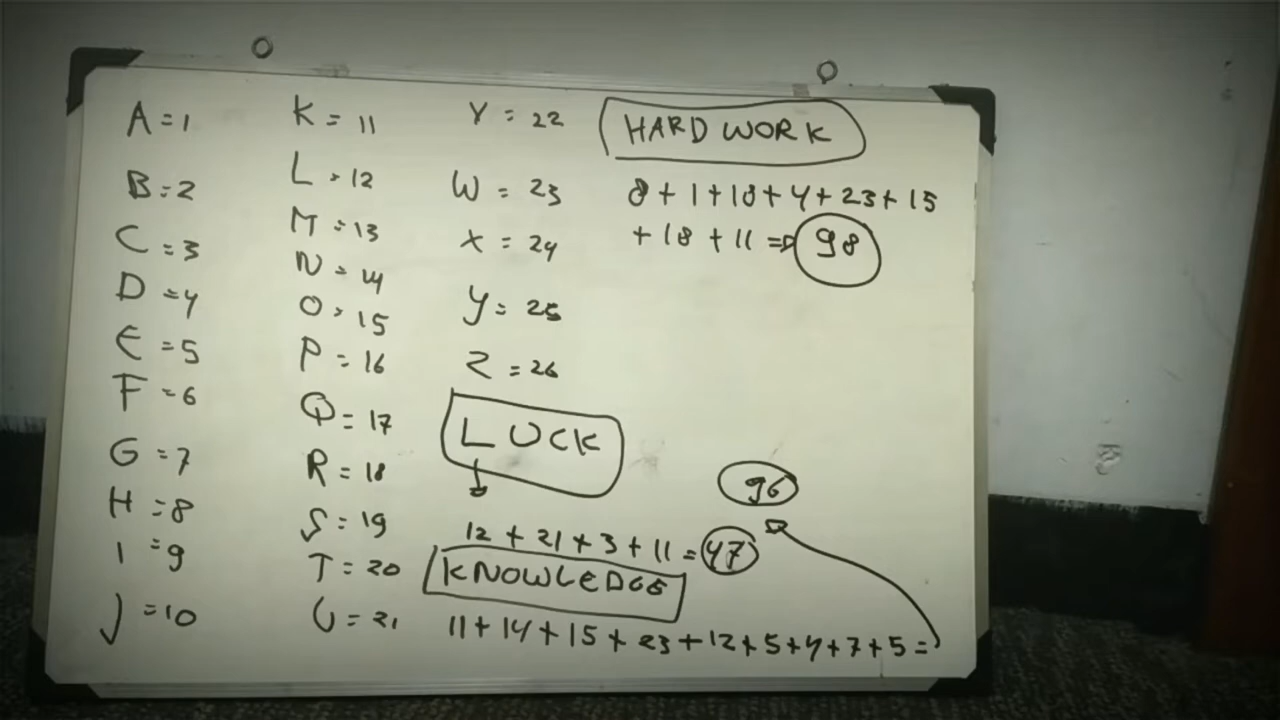 A = 1
B = 2
C = 3
D = 4
E = 5
F = 6
G = 7
H = 8
I = 9
J = 10
K = 11
L = 12
M = 13
N = 14
O = 15
P = 16
Q = 17
R = 18
S = 19
T = 20
U = 21
Y = 22
W = 23
X = 24
Y = 25
Z = 26
LUCK
12 + 21 + 3 + 11 = 47
KNOWLEDGE
11 + 14 + 15 + 23 + 12 + 5 + 4 + 7 + 5 =
96
HARD WORK
8 + 1 + 18 + 4 + 23 + 15
+ 18 + 11 => 98